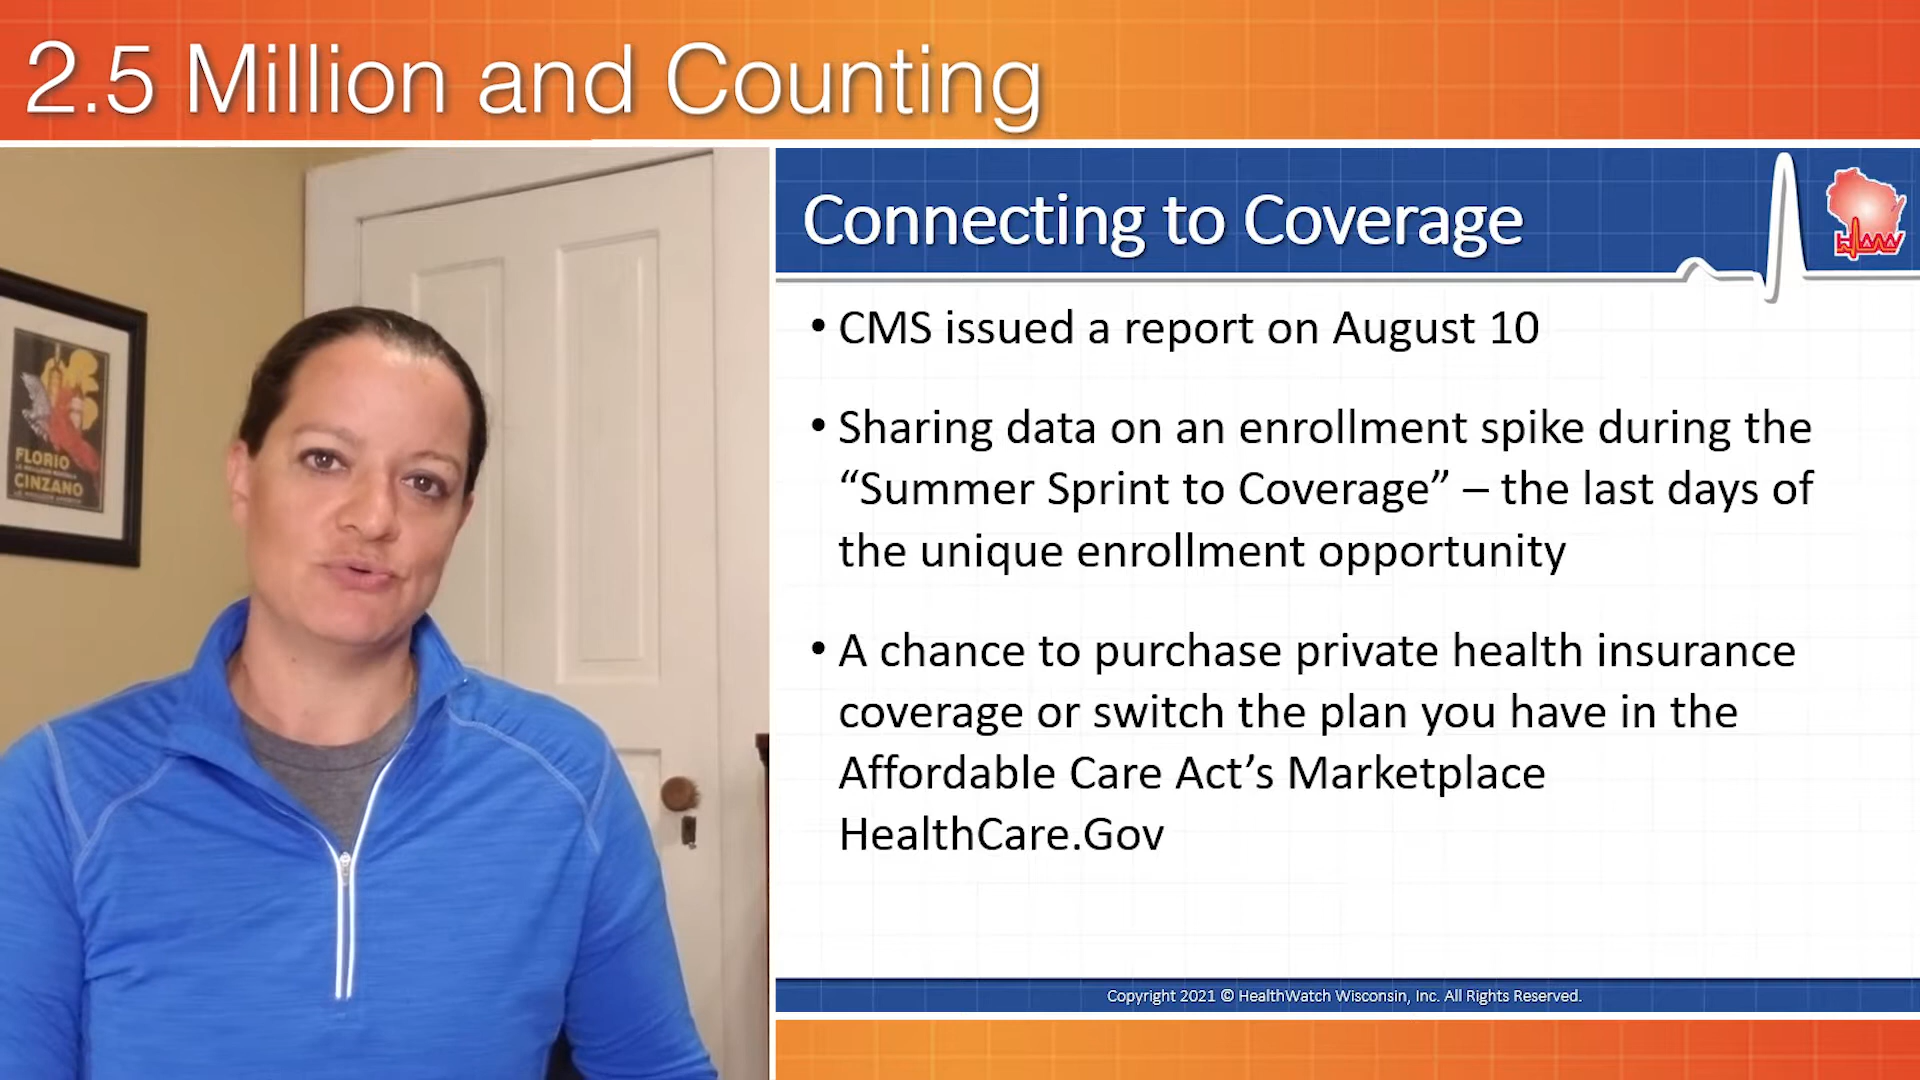 2.5 Million and Counting
FLORIO
CINZANO
Connecting to Coverage
HWW
• CMS issued a report on August 10
• Sharing data on an enrollment spike during the
“Summer Sprint to Coverage” – the last days of
the unique enrollment opportunity
• A chance to purchase private health insurance
coverage or switch the plan you have in the
Affordable Care Act’s Marketplace
HealthCare.Gov
Copyright 2021 © HealthWatch Wisconsin, Inc. All Rights Reserved.